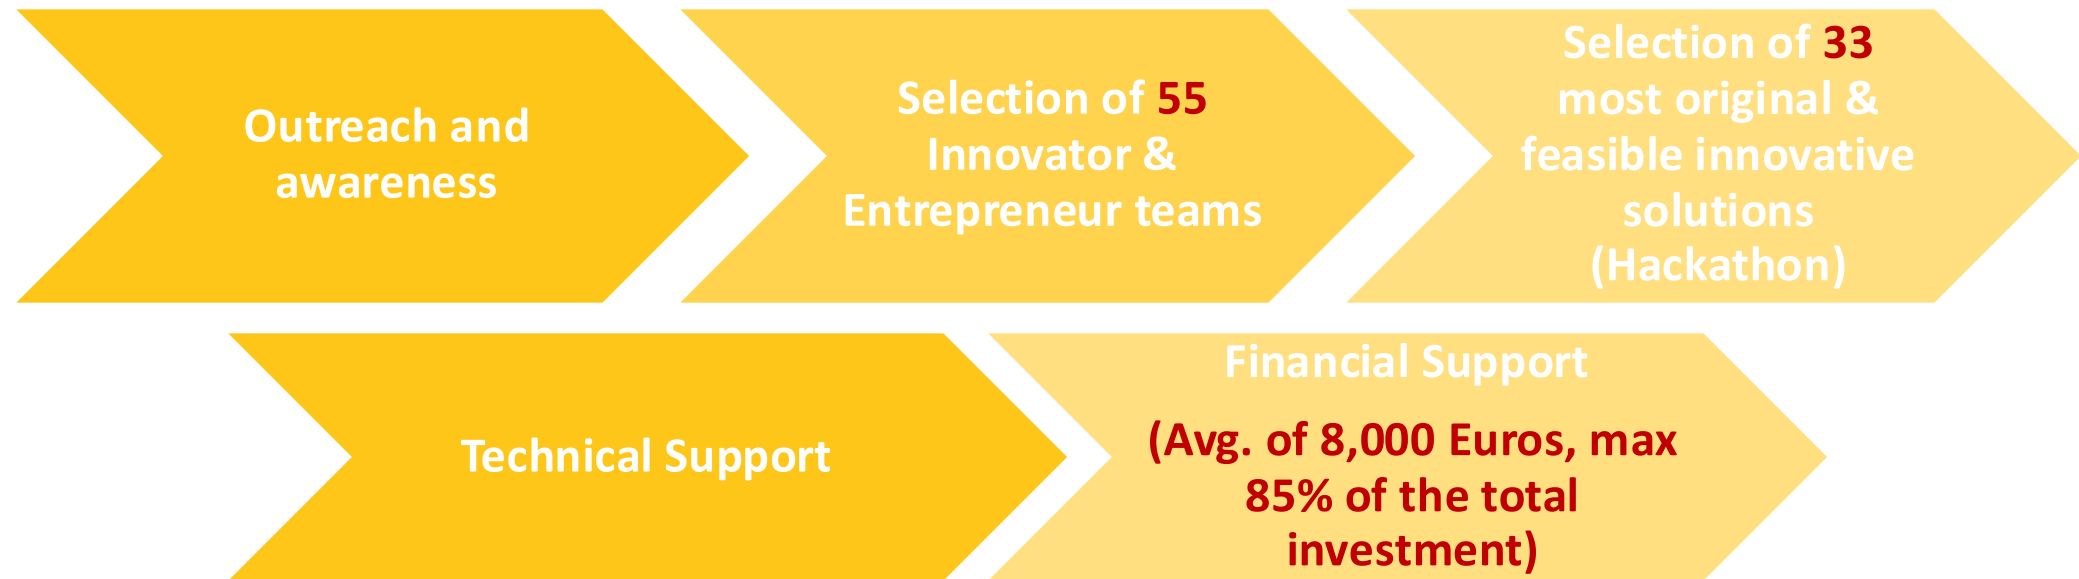 Outreach and
awareness
Selection of 55
Innovator &
Entrepreneur teams
Selection of 33
most original &
feasible innovative
solutions
(Hackathon)
Technical Support
Financial Support
(Avg. of 8,000 Euros, max
85% of the total
investment)